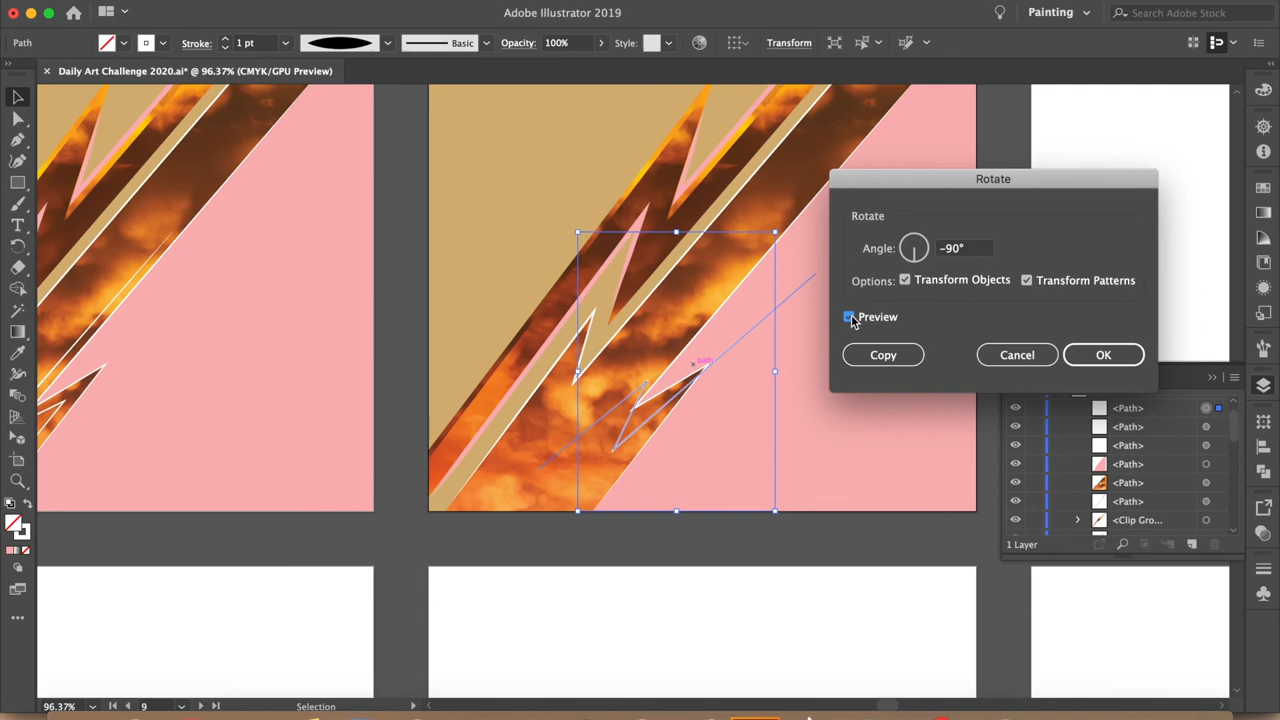 Adobe Illustrator 2019
Painting
Search Adobe Stock
Path
Stroke:
1 pt
Basic
Opacity:
100%
Style:
Transform
Daily Art Challenge 2020.ai* @ 96.37% (CMYK/GPU Preview)
Rotate
Rotate
Angle:
-90°
Options:
Transform Objects
Transform Patterns
Preview
Copy
Cancel
OK
path
<Path>
<Path>
<Path>
<Path>
<Path>
<Path>
<Clip Gro...
1 Layer
96.37%
9
Selection